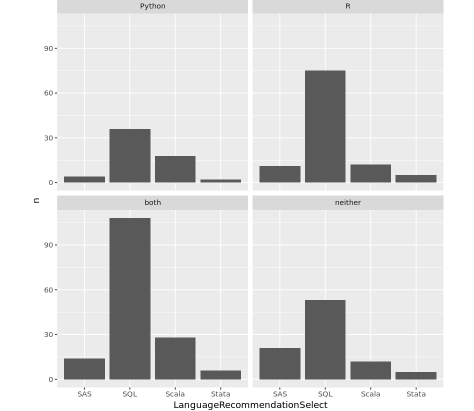 Python R
90
60
30
0
n
both neither
90
60
30
0
SAS SQL Scala Stata SAS SQL Scala Stata
LanguageRecommendationSelect